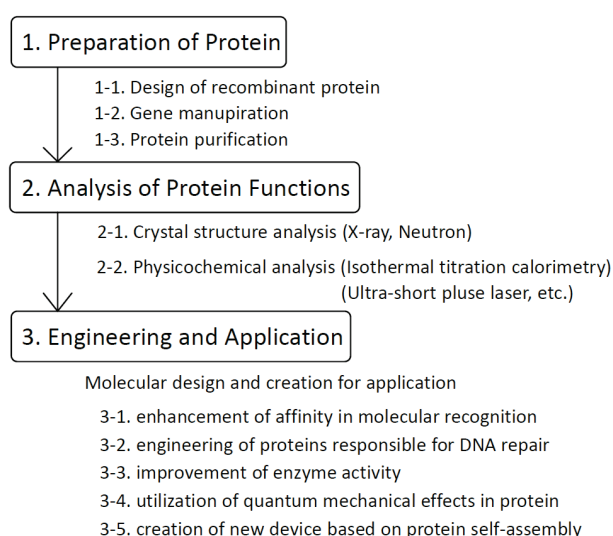 1. Preparation of Protein
1-1. Design of recombinant protein
1-2. Gene manupiration
1-3. Protein purification
2. Analysis of Protein Functions
2-1. Crystal structure analysis (X-ray, Neutron)
2-2. Physicochemical analysis (Isothermal titration calorimetry)
(Ultra-short pluse laser, etc.)
3. Engineering and Application
Molecular design and creation for application
3-1. enhancement of affinity in molecular recognition
3-2. engineering of proteins responsible for DNA repair
3-3. improvement of enzyme activity
3-4. utilization of quantum mechanical effects in protein
3-5. creation of new device based on protein self-assembly